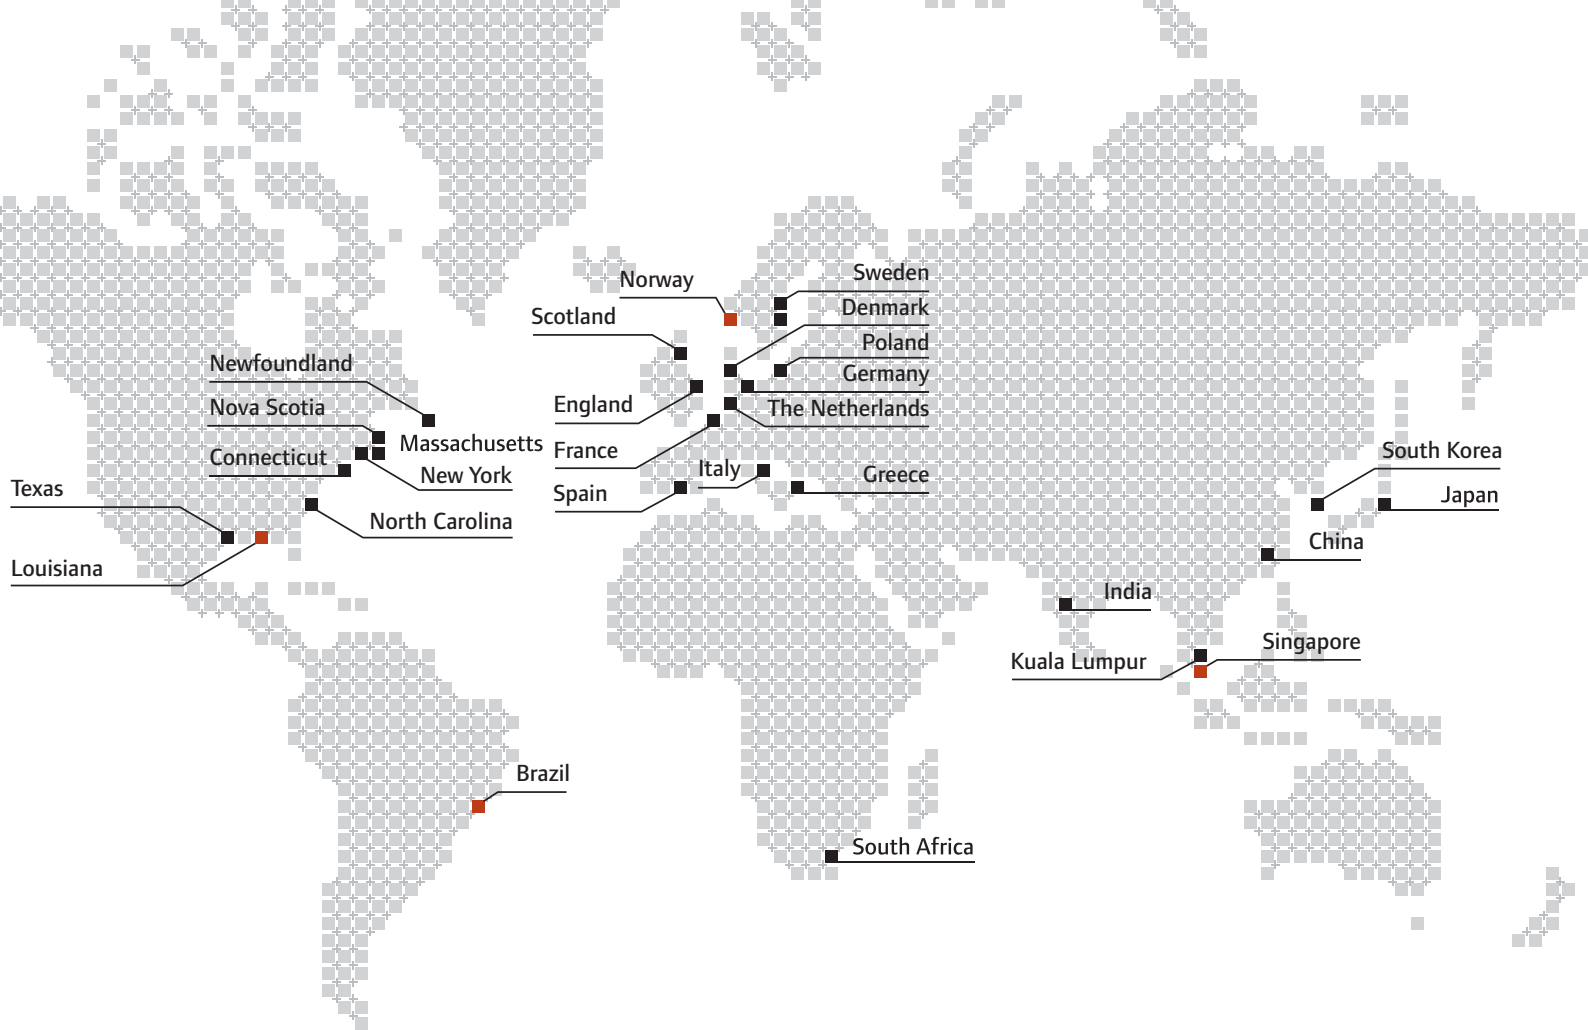 Sweden
Norway
Denmark
Scotland
Poland
Newfoundland
Germany
England
Nova Scotia
The Netherlands
Massachusetts
France
South Korea
Connecticut
Italy
New York
Greece
Texas
Spain
Japan
North Carolina
China
Louisiana
India
Singapore
Kuala Lumpur
Brazil
South Africa